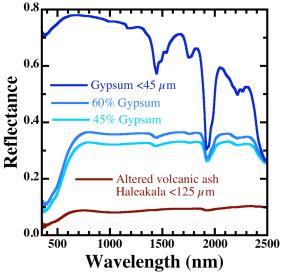 0.8
0.6
0.4
0.2
0.0
Reflectance
Gypsum <45 µm
60% Gypsum
45% Gypsum
Altered volcanic ash
Haleakala <125 µm
500 1000 1500 2000 2500
Wavelength (nm)